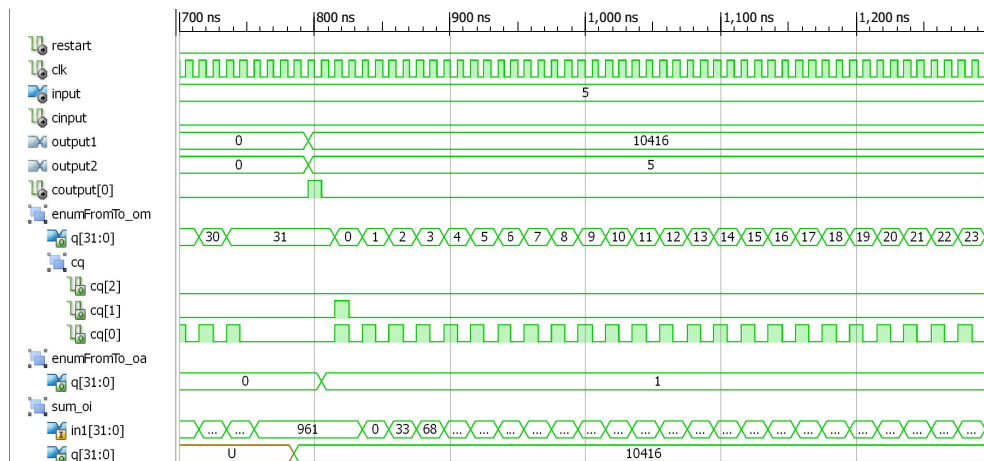 700 ns 800 ns 900 ns 1,000 ns 1,100 ns 1,200 ns
restart
clk
input 5
cinput
output1 0 10416
output2 0 5
coutput[0]
enumFromTo_om
q[31:0] 30 31 0 1 2 3 4 5 6 7 8 9 10 11 12 13 14 15 16 17 18 19 20 21 22 23
cq
cq[2]
cq[1]
cq[0]
enumFromTo_oa
q[31:0] 0 1
sum_oi
in1[31:0] ... ... 961 0 33 68 ... ... ... ... ... ... ... ... ... ... ... ... ... ... ... ... ... ... ... ...
q[31:0] U 10416